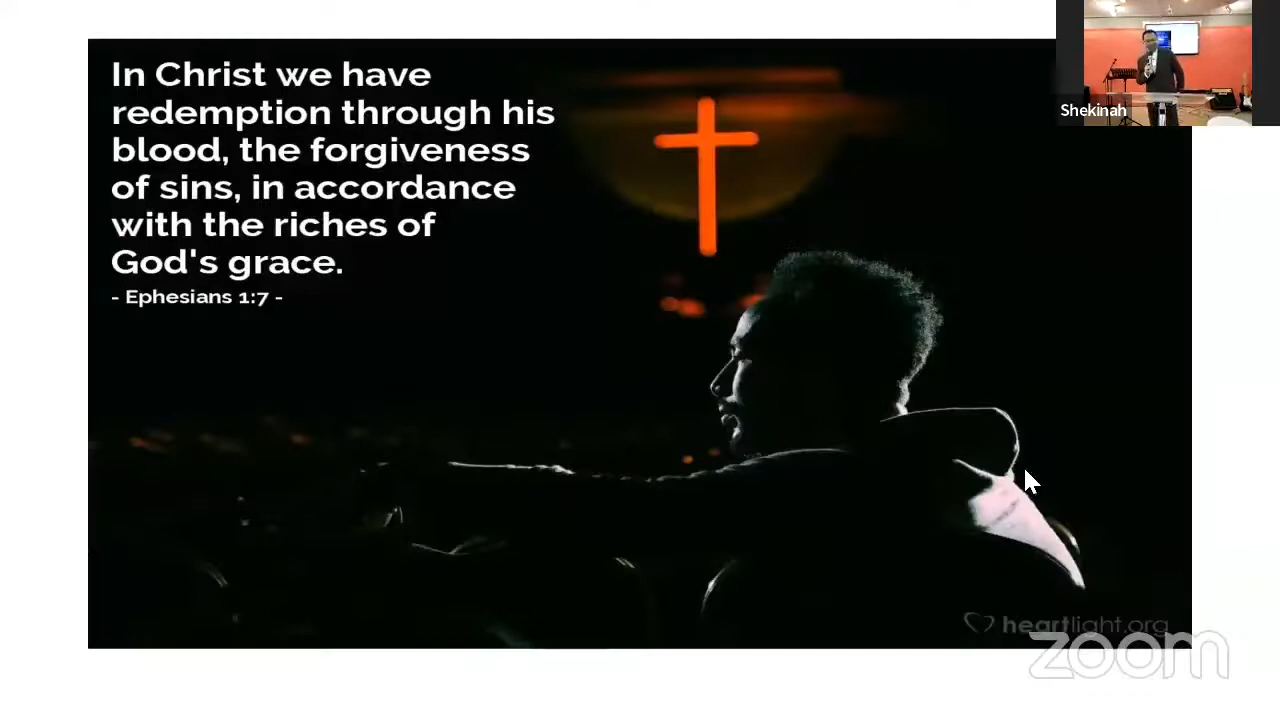 In Christ we have
redemption through his
blood, the forgiveness
of sins, in accordance
with the riches of
God's grace.
- Ephesians 1:7 -
Shekinah
heartlight.org
zoom